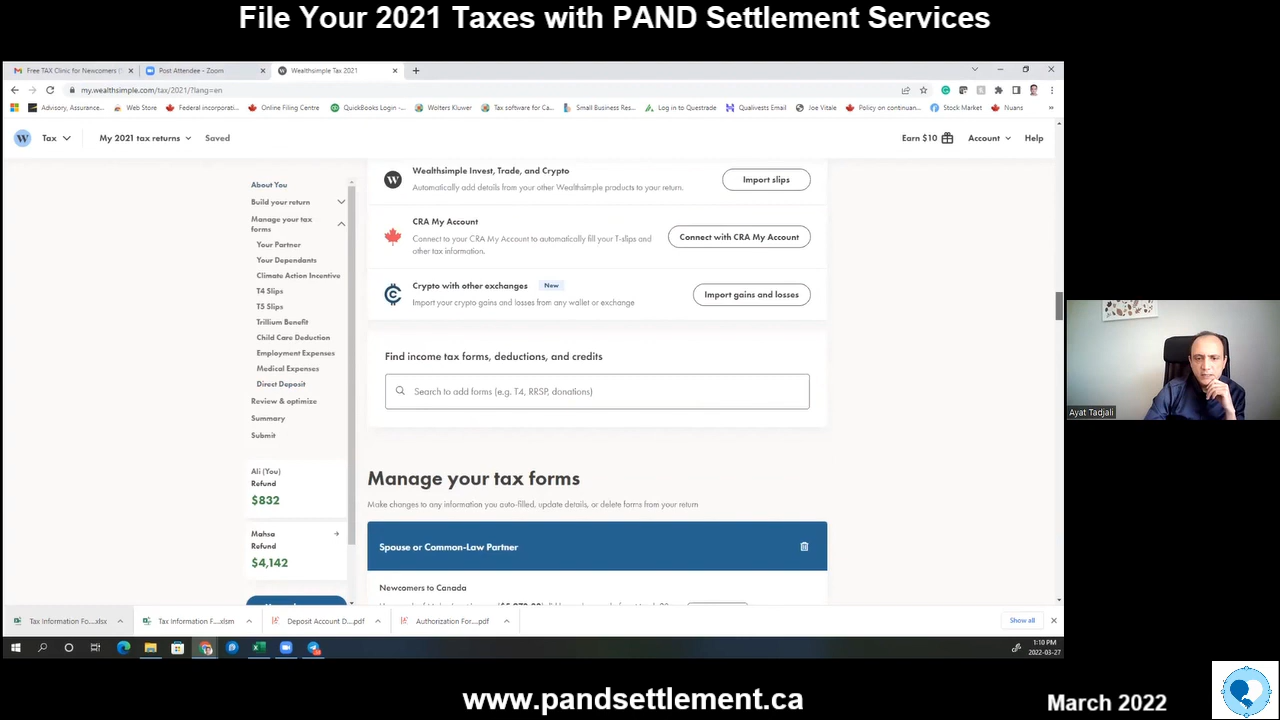 File Your 2021 Taxes with PAND Settlement Services
Free TAX Clinic for Newcomers (
Post Attendee - Zoom
Wealthsimple Tax 2021
my.wealthsimple.com/tax/2021/?lang=en
Advisory, Assurance...
Web Store
Federal incorporati...
Online Filing Centre
QuickBooks Login -...
Wolters Kluwer
Tax software for Ca...
Small Business Res...
Log in to Questrade
Qualivests Email
Joe Vitale
Policy on continuan...
Stock Market
Nuans
Tax
My 2021 tax returns
Saved
Earn $10
Account
Help
About You
Build your return
Manage your tax
forms
Your Partner
Your Dependants
Climate Action Incentive
T4 Slips
T5 Slips
Trillium Benefit
Child Care Deduction
Employment Expenses
Medical Expenses
Direct Deposit
Review & optimize
Summary
Submit
Ali (You)
Refund
$832
Mahsa
Refund
$4,142
Wealthsimple Invest, Trade, and Crypto
Automatically add details from your other Wealthsimple products to your return.
Import slips
CRA My Account
Connect to your CRA My Account to automatically fill your T-slips and
other tax information.
Connect with CRA My Account
Crypto with other exchanges
New
Import your crypto gains and losses from any wallet or exchange
Import gains and losses
Find income tax forms, deductions, and credits
Search to add forms (e.g. T4, RRSP, donations)
Manage your tax forms
Make changes to any information you auto-filled, update details, or delete forms from your return
Spouse or Common-Law Partner
Newcomers to Canada
Ayat Tadjali
Tax Information Fo....xlsx
Tax Information F....xlsm
Deposit Account D....pdf
Authorization For....pdf
Show all
1:10 PM
2022-03-27
www.pandsettlement.ca
March 2022